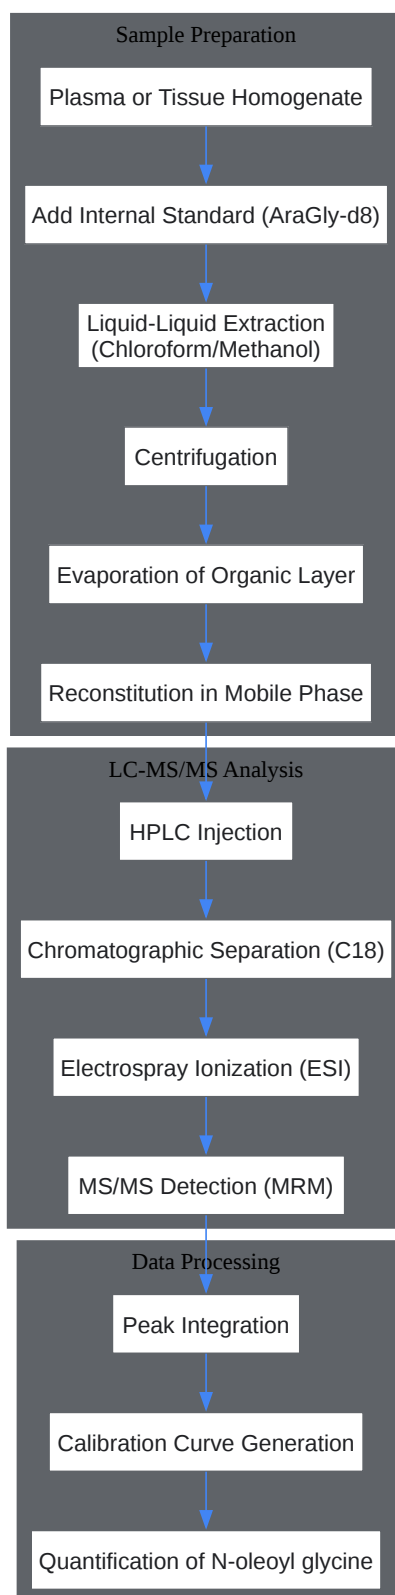 Sample Preparation
Plasma or Tissue Homogenate
Add Internal Standard (AraGly-d8)
Liquid-Liquid Extraction
(Chloroform/Methanol)
Centrifugation
Evaporation of Organic Layer
Reconstitution in Mobile Phase
LC-MS/MS Analysis
HPLC Injection
Chromatographic Separation (C18)
Electrospray Ionization (ESI)
MS/MS Detection (MRM)
Data Processing
Peak Integration
Calibration Curve Generation
Quantification of N-oleoyl glycine